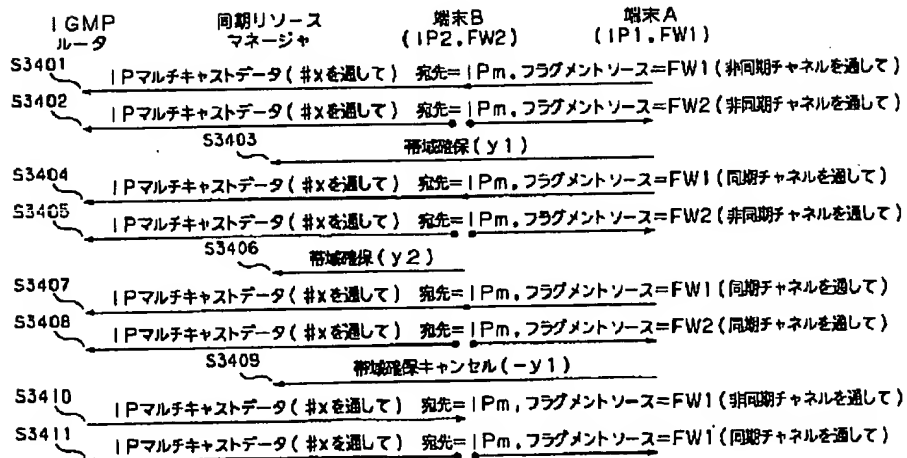 IGMP
ルータ
同期リソース
マネージャ
端末B
(IP2,FW2)
端末A
(IP1,FW1)
S3401
IPマルチキャストデータ(#xを通して) 宛先=IPm,フラグメントソース=FW1(非同期チャネルを通して)
S3402
IPマルチキャストデータ(#xを通して) 宛先=IPm,フラグメントソース=FW2(非同期チャネルを通して)
S3403
帯域確保(y1)
S3404
IPマルチキャストデータ(#xを通して) 宛先=IPm,フラグメントソース=FW1(同期チャネルを通して)
S3405
IPマルチキャストデータ(#xを通して) 宛先=IPm,フラグメントソース=FW2(非同期チャネルを通して)
S3406
帯域確保(y2)
S3407
IPマルチキャストデータ(#xを通して) 宛先=IPm,フラグメントソース=FW1(同期チャネルを通して)
S3408
IPマルチキャストデータ(#xを通して) 宛先=IPm,フラグメントソース=FW2(同期チャネルを通して)
S3409
帯域確保キャンセル(-y1)
S3410
IPマルチキャストデータ(#xを通して) 宛先=IPm,フラグメントソース=FW1(非同期チャネルを通して)
S3411
IPマルチキャストデータ(#xを通して) 宛先=IPm,フラグメントソース=FW1(同期チャネルを通して)